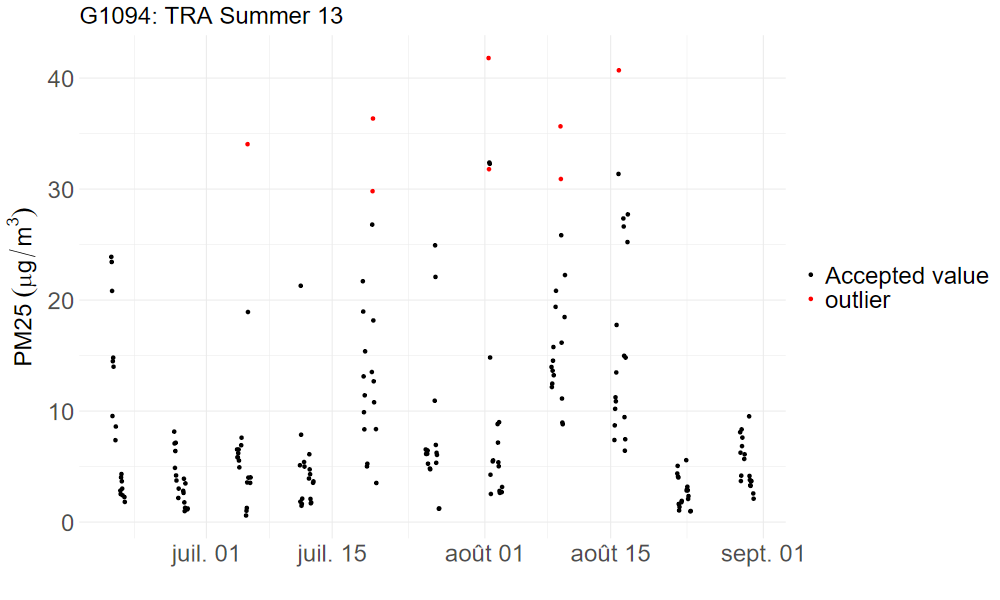 G1094: TRA Summer 13
PM25 (μg/m³)
40
30
20
10
0
juil. 01 juil. 15 août 01 août 15 sept. 01
Accepted value
outlier